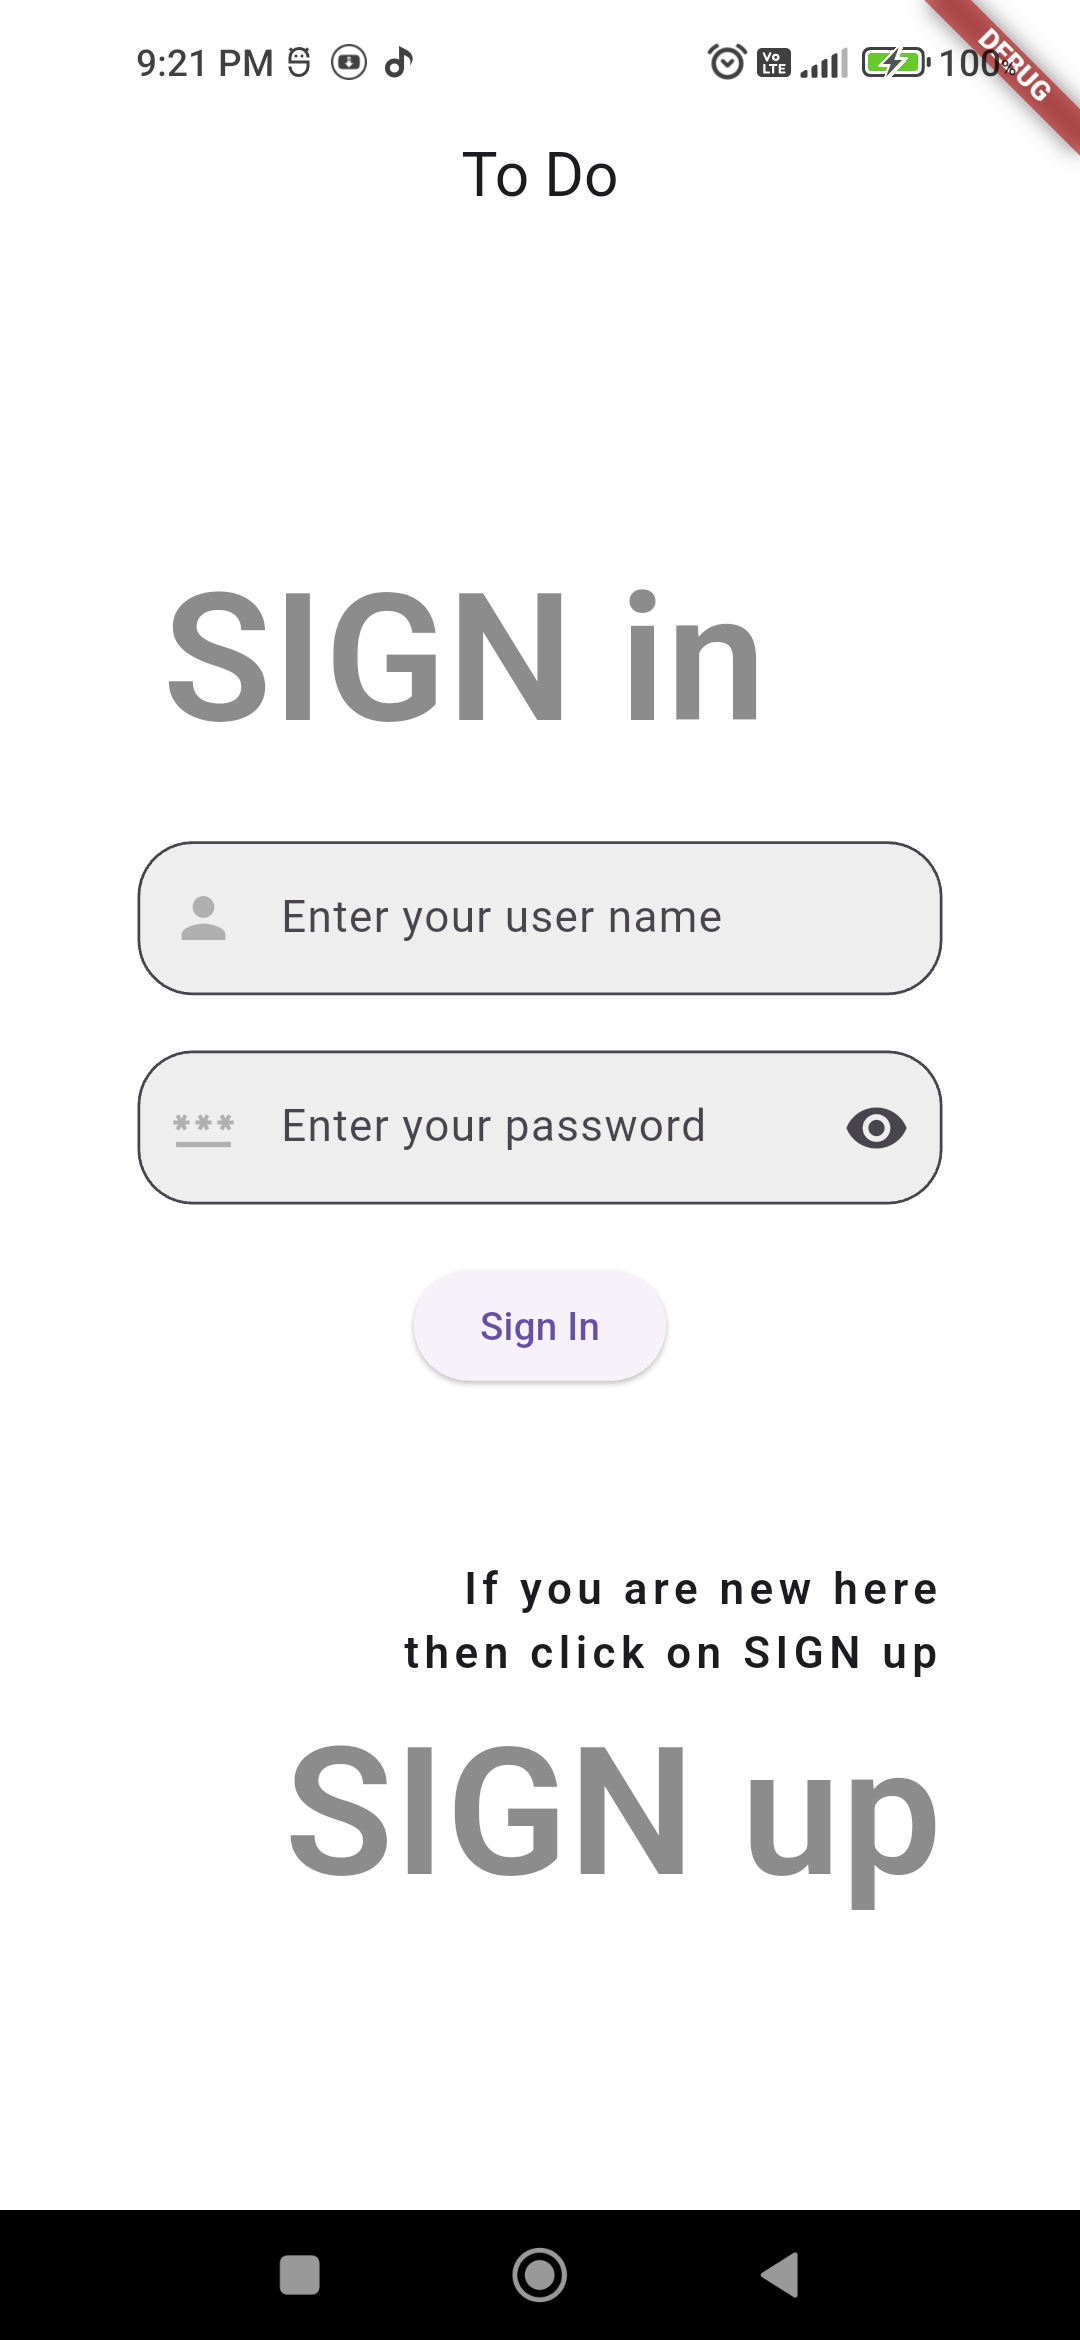 9:21 PM
Vo
LTE
100%
DEBUG
To Do
SIGN in
Enter your user name
***
Enter your password
Sign In
If you are new here
then click on SIGN up
SIGN up